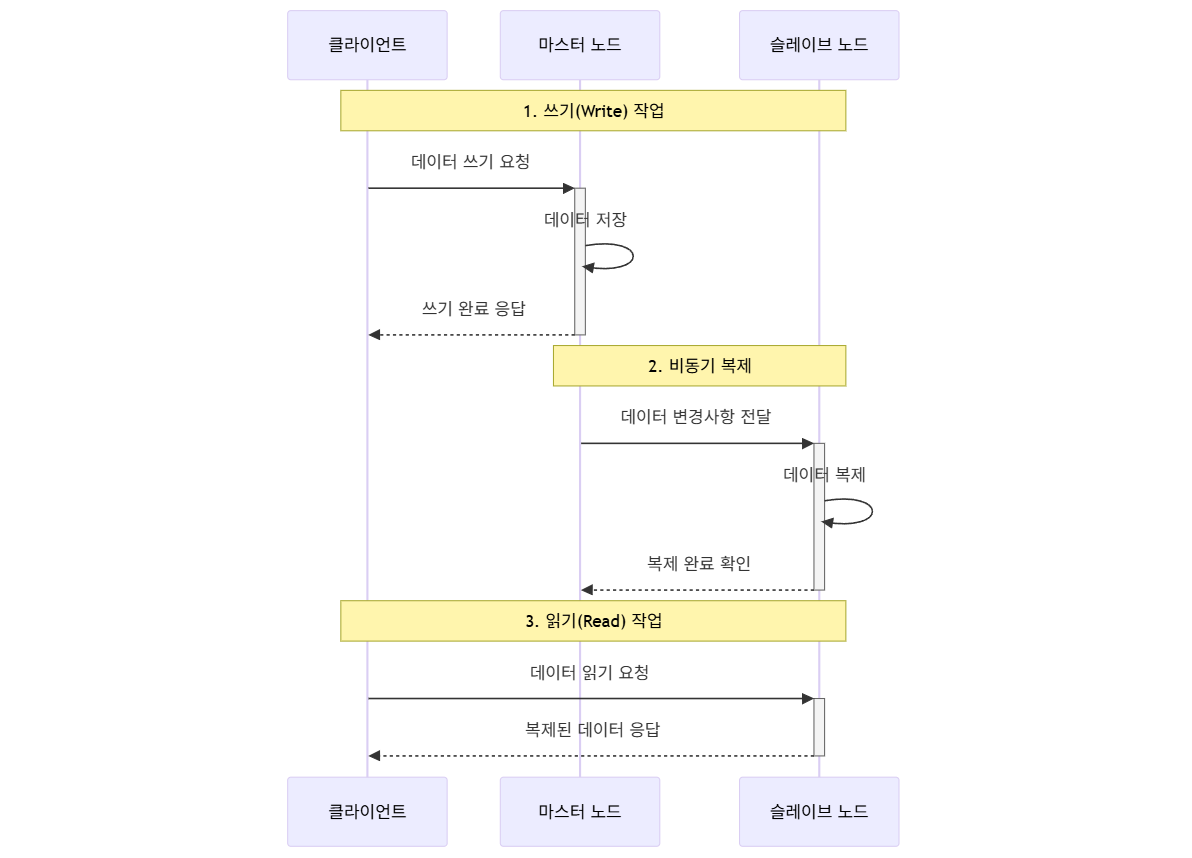 클라이언트
마스터 노드
슬레이브 노드
1. 쓰기(Write) 작업
데이터 쓰기 요청
데이터 저장
쓰기 완료 응답
2. 비동기 복제
데이터 변경사항 전달
데이터 복제
복제 완료 확인
3. 읽기(Read) 작업
데이터 읽기 요청
복제된 데이터 응답
클라이언트
마스터 노드
슬레이브 노드